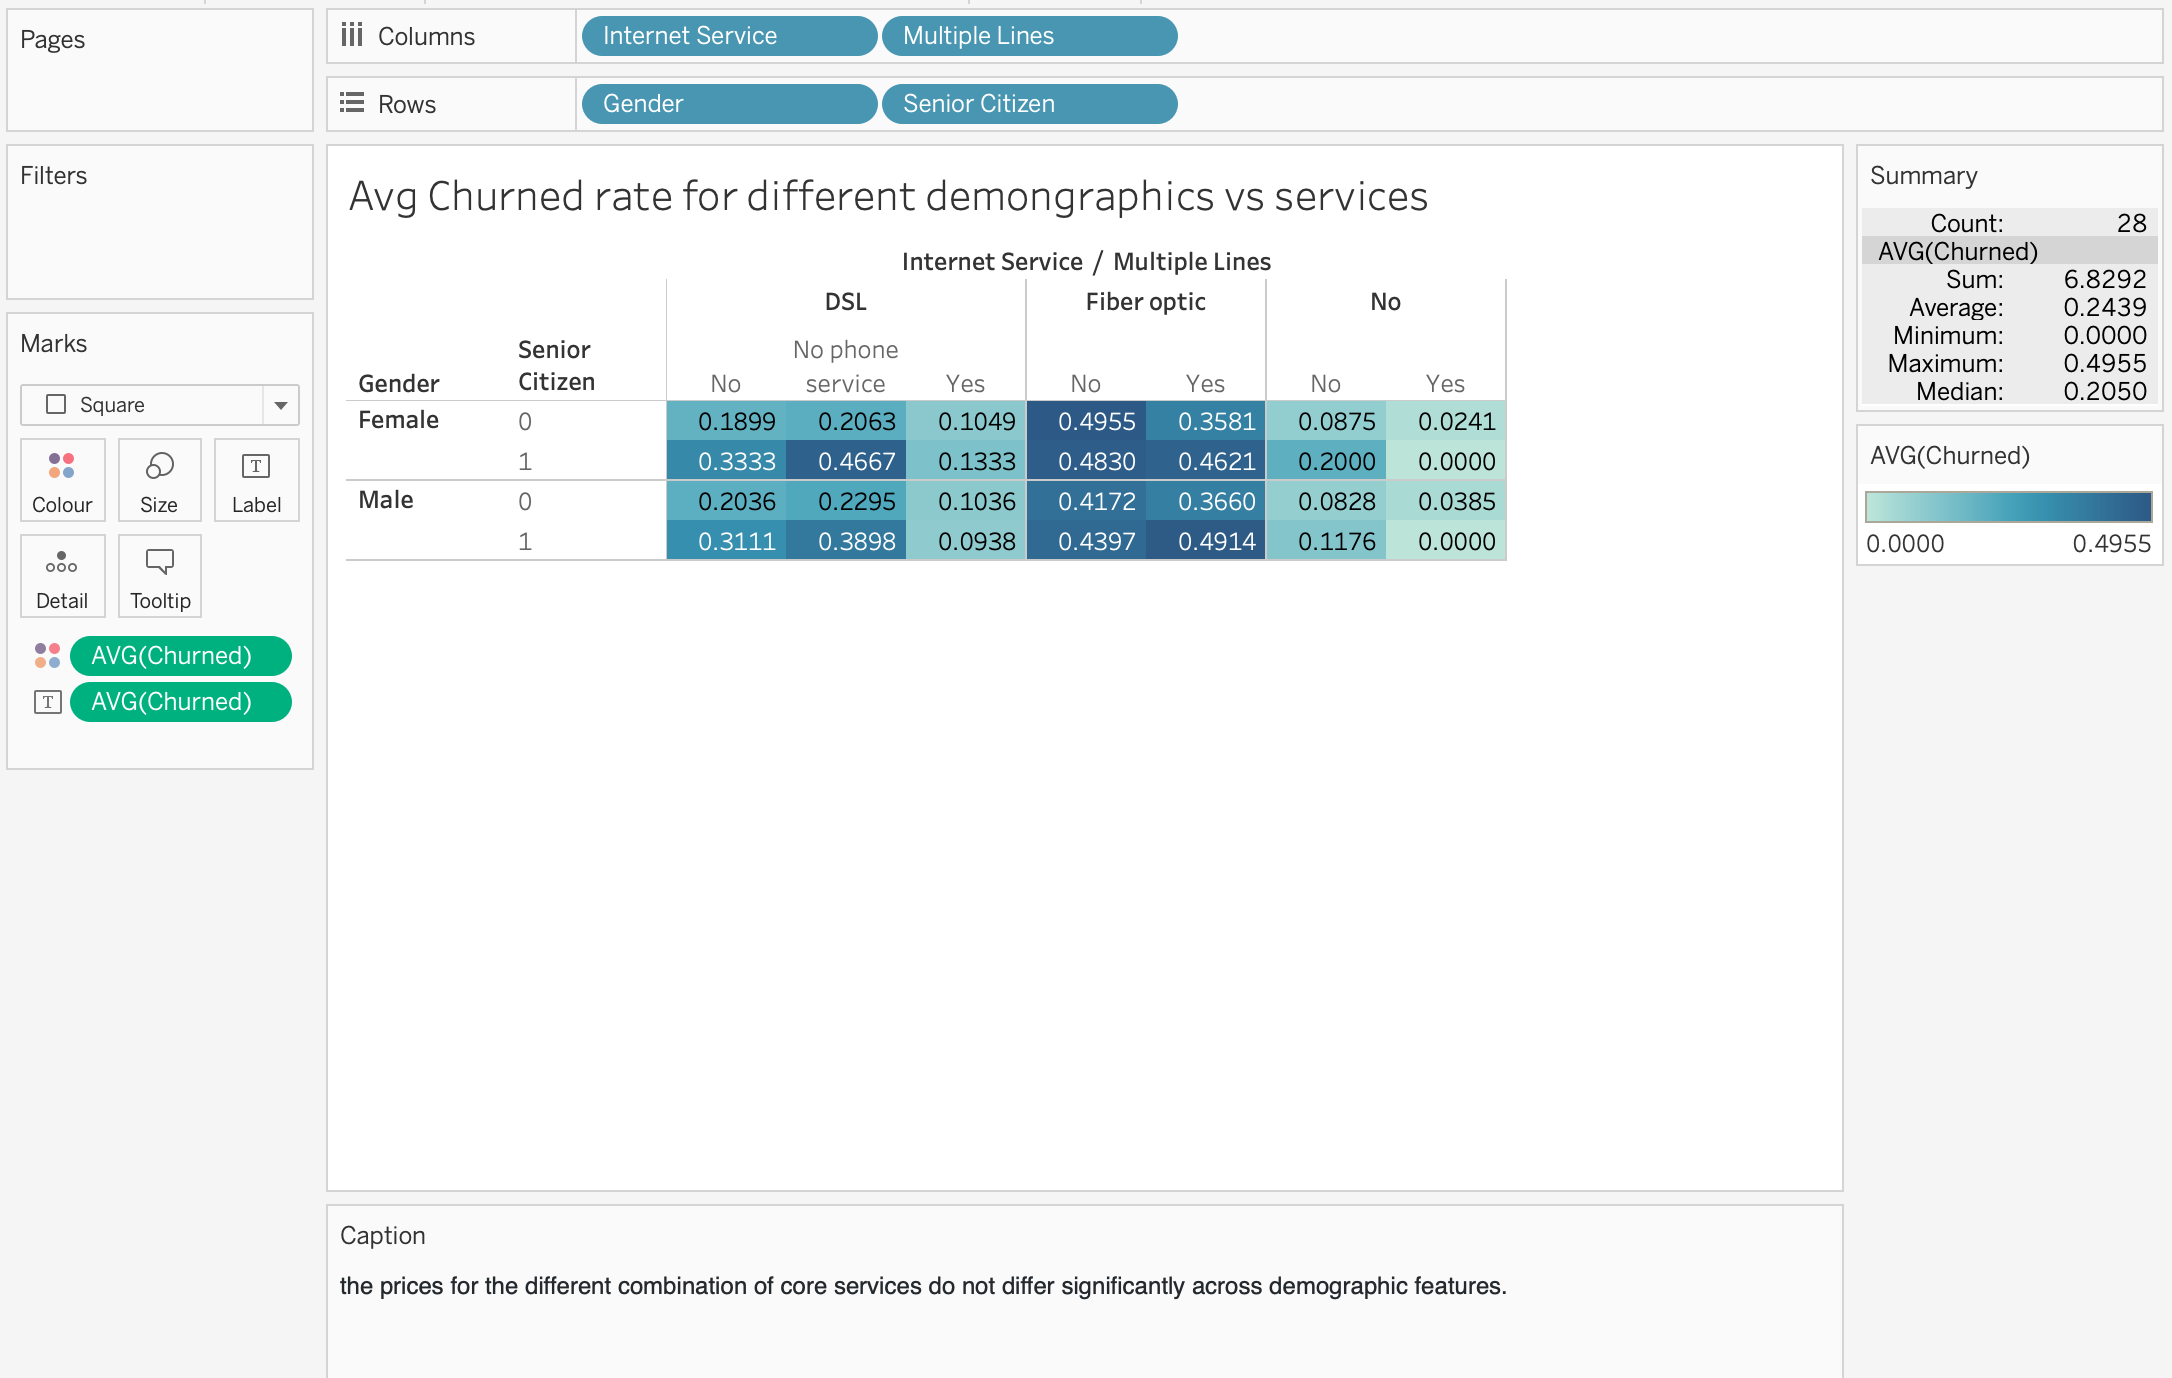 Pages
Columns Internet Service Multiple Lines
Rows Gender Senior Citizen
Filters
Marks
Square
Colour Size Label
T
Detail Tooltip
AVG(Churned)
T AVG(Churned)
Avg Churned rate for different demongraphics vs services
Internet Service / Multiple Lines
DSL Fiber optic No
Gender Senior Citizen No No phone service Yes No Yes No Yes
Female 0 0.1899 0.2063 0.1049 0.4955 0.3581 0.0875 0.0241
1 0.3333 0.4667 0.1333 0.4830 0.4621 0.2000 0.0000
Male 0 0.2036 0.2295 0.1036 0.4172 0.3660 0.0828 0.0385
1 0.3111 0.3898 0.0938 0.4397 0.4914 0.1176 0.0000
Summary
Count: 28
AVG(Churned)
Sum: 6.8292
Average: 0.2439
Minimum: 0.0000
Maximum: 0.4955
Median: 0.2050
AVG(Churned)
0.0000 0.4955
Caption
the prices for the different combination of core services do not differ significantly across demographic features.